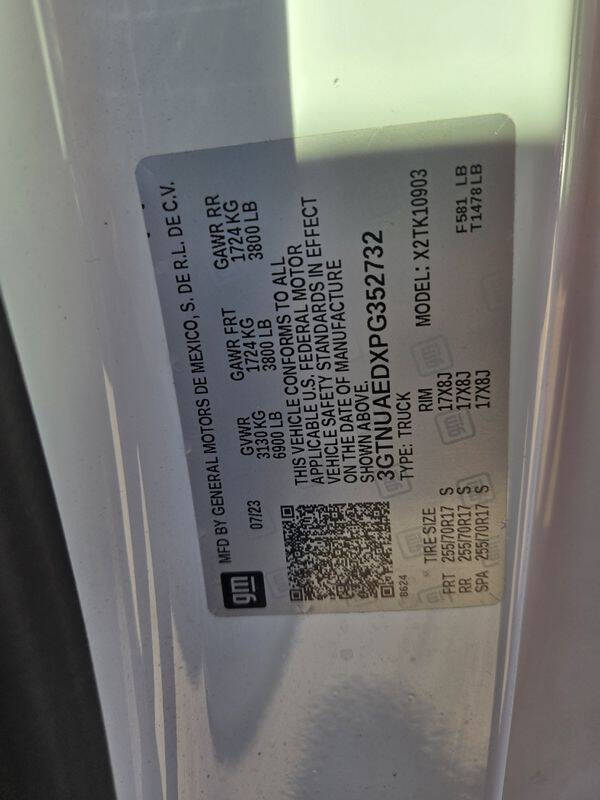 gm
MFD BY GENERAL MOTORS DE MEXICO, S. DE R.L. DE C.V.
07/23 GVWR GAWR FRT GAWR RR
3130 KG 1724 KG 1724 KG
6900 LB 3800 LB 3800 LB
THIS VEHICLE CONFORMS TO ALL
APPLICABLE U.S. FEDERAL MOTOR
VEHICLE SAFETY STANDARDS IN EFFECT
ON THE DATE OF MANUFACTURE
SHOWN ABOVE.
3GTNUAEDXPG352732
8624 TYPE: TRUCK MODEL: X2TK10903
TIRE SIZE RIM
FRT 255/70R17 S 17X8J
RR 255/70R17 S 17X8J F581 LB
SPA 255/70R17 S 17X8J T1478 LB